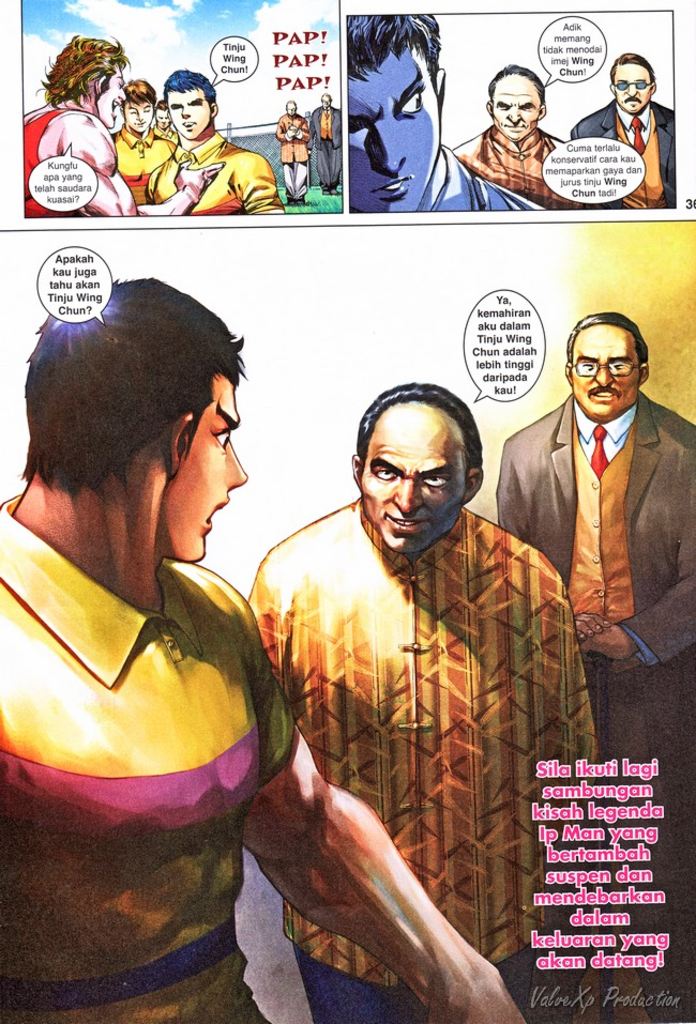 Kungfu
apa yang
telah saudara
kuasai?
Tinju
Wing
Chun!
PAP!
PAP!
PAP!
Adik
memang
tidak menodai
imej Wing
Chun!
Cuma terlalu
konservatif cara kau
memaparkan gaya dan
jurus tinju Wing
Chun tadi!
36
Apakah
kau juga
tahu akan
Tinju Wing
Chun?
Ya,
kemahiran
aku dalam
Tinju Wing
Chun adalah
lebih tinggi
daripada
kau!
Sila ikuti lagi
sambungan
kisah legenda
Ip Man yang
bertambah
suspen dan
mendebarkan
dalam
keluaran yang
akan datang!
ValveXp Production